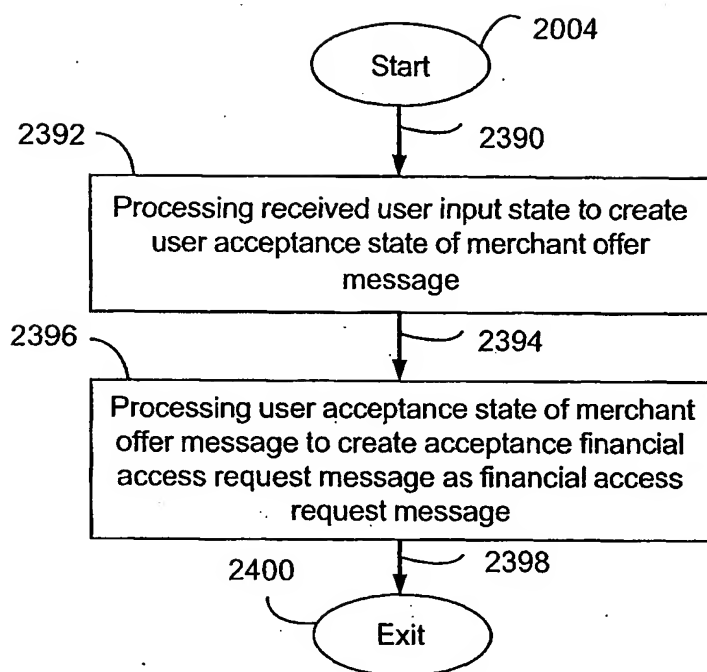 2004
Start
2390
2392
Processing received user input state to create
user acceptance state of merchant offer
message
2394
2396
Processing user acceptance state of merchant
offer message to create acceptance financial
access request message as financial access
request message
2398
2400
Exit